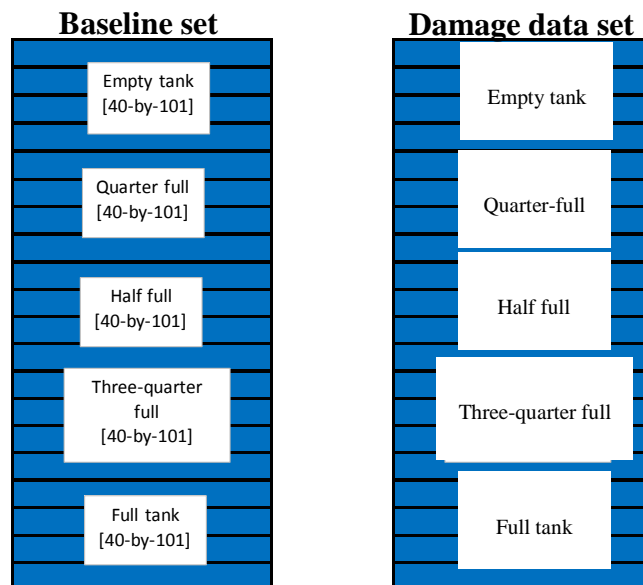 Baseline set
Empty tank
[40-by-101]
Quarter full
[40-by-101]
Half full
[40-by-101]
Three-quarter
full
[40-by-101]
Full tank
[40-by-101]
Damage data set
Empty tank
Quarter-full
Half full
Three-quarter full
Full tank